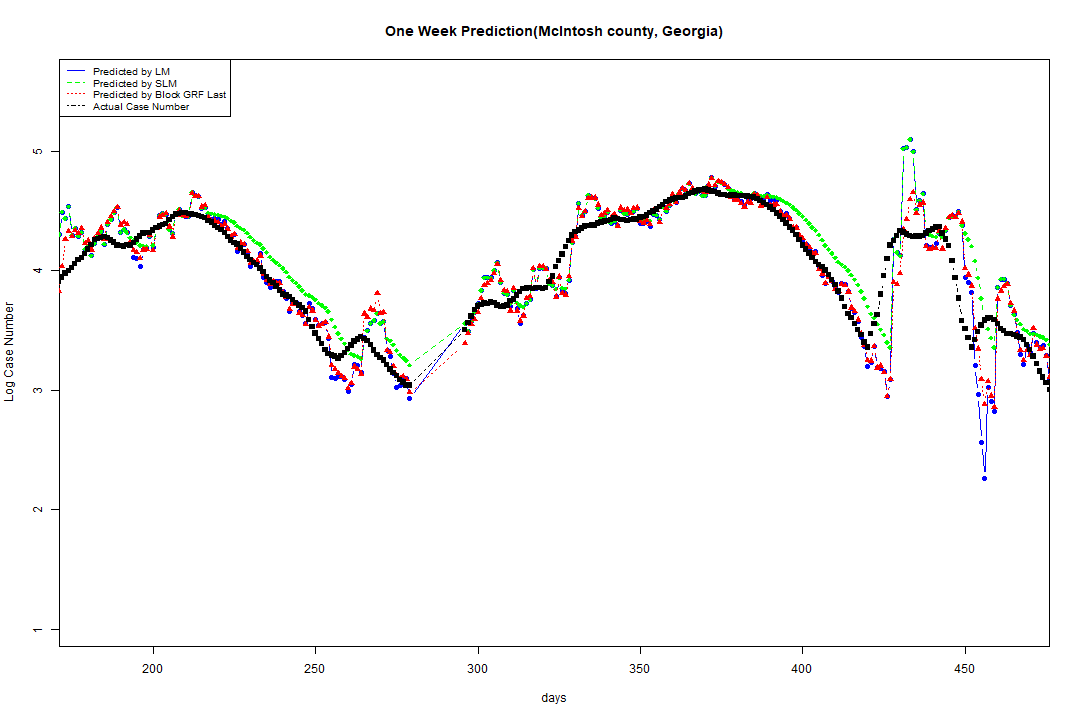 One Week Prediction(McIntosh county, Georgia)
Predicted by LM
Predicted by SLM
Predicted by Block GRF Last
Actual Case Number
Log Case Number
5
4
3
2
1
200 250 300 350 400 450
days